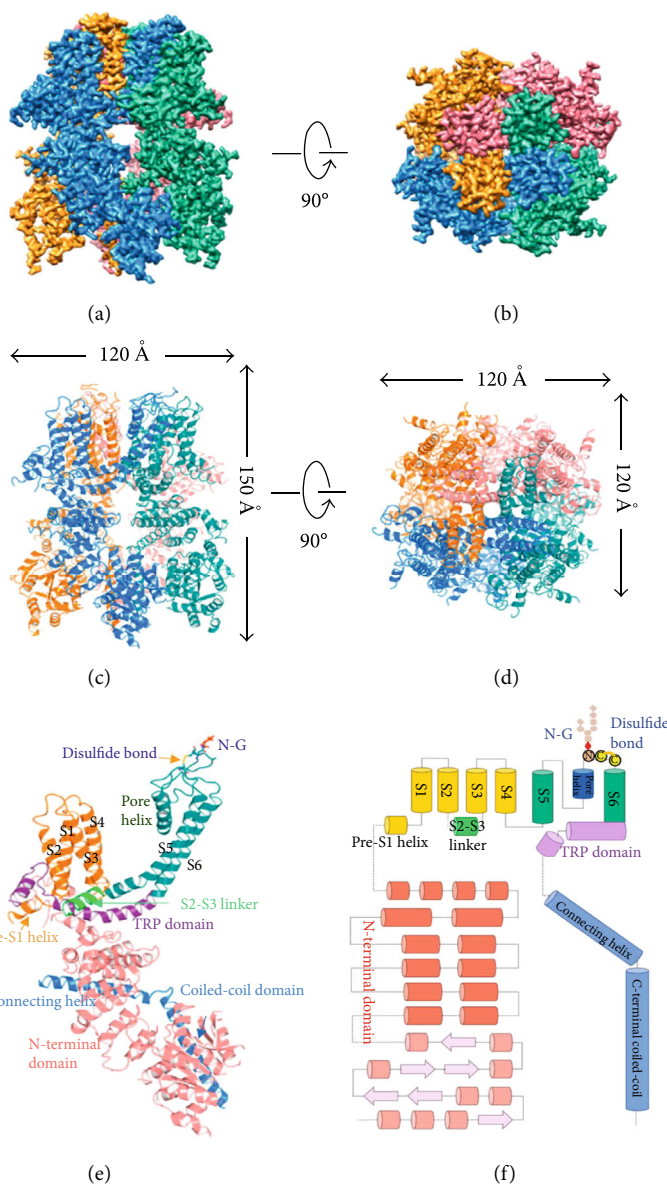 90°
(a)
(b)
120 Å
150 Å
90°
120 Å
120 Å
(c)
(d)
Disulfide bond
N-G
Pore
helix
S1
S4
S2
S3
S5
S6
S2-S3 linker
TRP domain
e-S1 helix
onnecting helix
Coiled-coil domain
N-terminal
domain
(e)
N-G
Disulfide
bond
N
C
C
S1
S2
S3
S4
S5
Pore
helix
S6
Pre-S1 helix
S2-S3
linker
TRP domain
N-terminal domain
Connecting helix
C-terminal coiled-coil
(f)